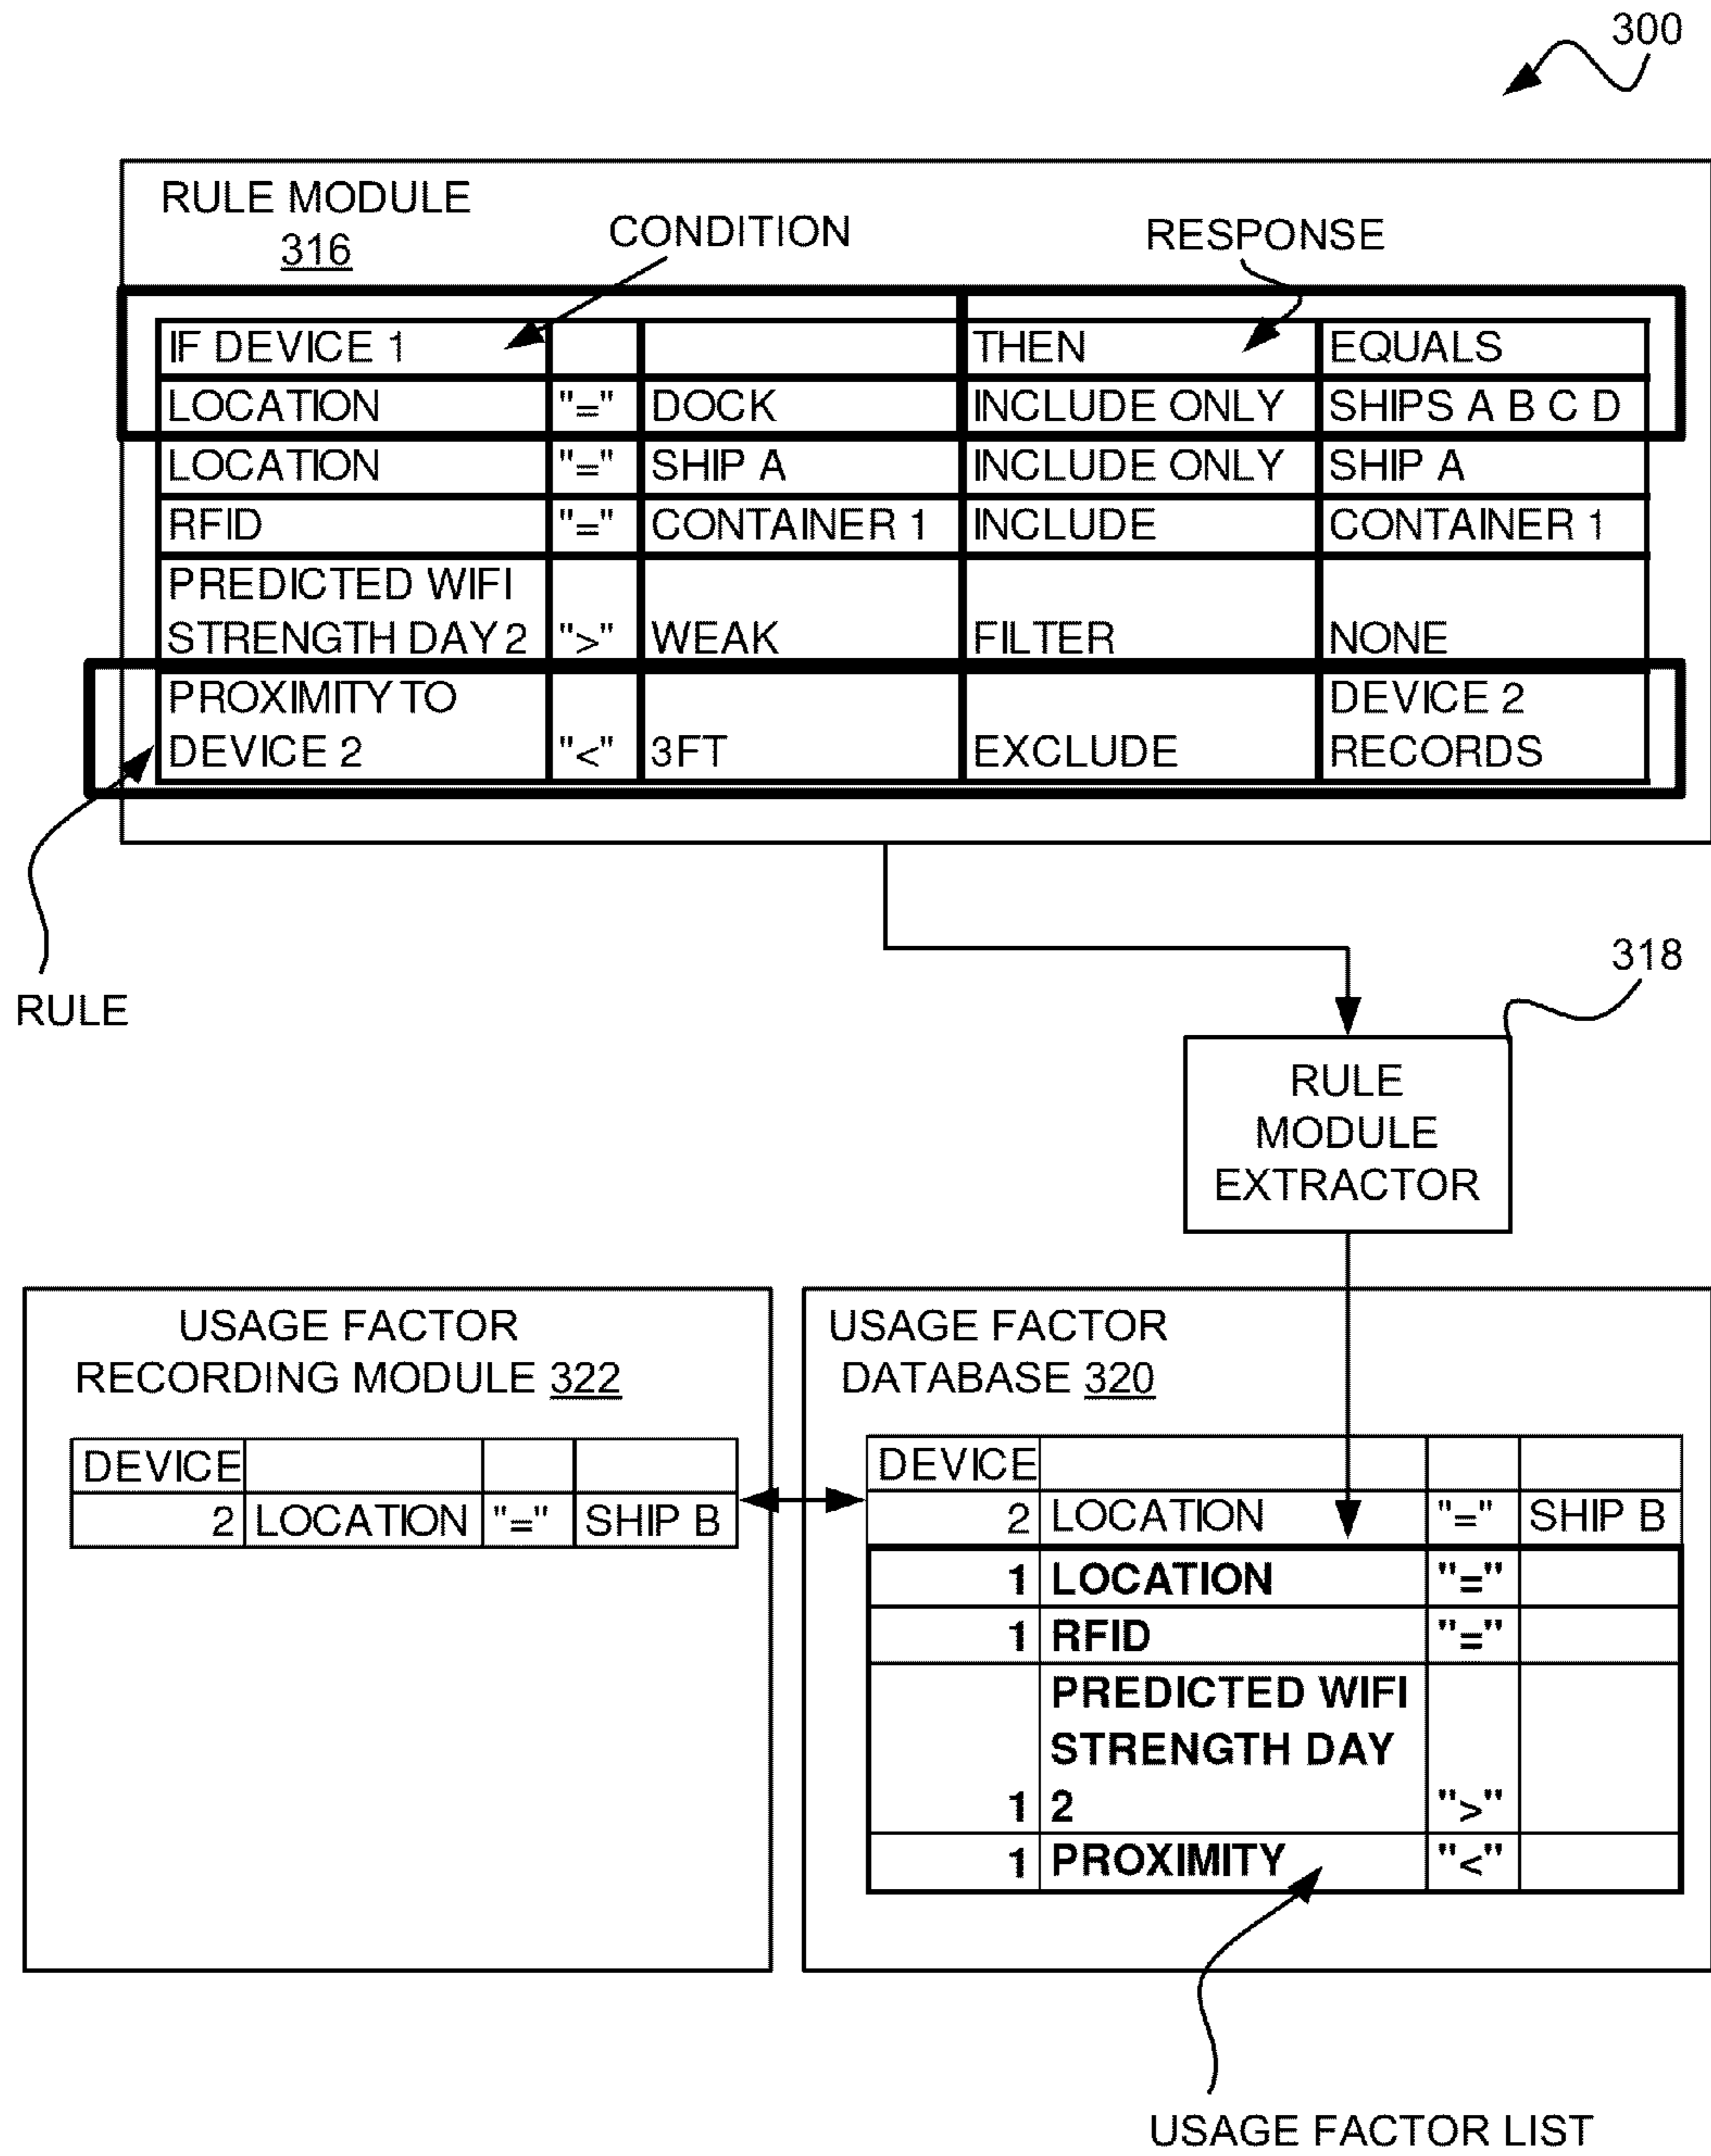 300
RULE MODULE
316
CONDITION
RESPONSE
IF DEVICE 1 THEN EQUALS
LOCATION "=" DOCK INCLUDE ONLY SHIPS A B C D
LOCATION "=" SHIP A INCLUDE ONLY SHIP A
RFID "=" CONTAINER 1 INCLUDE CONTAINER 1
PREDICTED WIFI
STRENGTH DAY 2 ">" WEAK FILTER NONE
PROXIMITY TO DEVICE 2
DEVICE 2 "<" 3FT EXCLUDE RECORDS
RULE
318
RULE
MODULE
EXTRACTOR
USAGE FACTOR
RECORDING MODULE 322
DEVICE
2 LOCATION "=" SHIP B
USAGE FACTOR
DATABASE 320
DEVICE
2 LOCATION "=" SHIP B
1 LOCATION "="
1 RFID "="
PREDICTED WIFI
STRENGTH DAY
1 2 ">"
1 PROXIMITY "<"
USAGE FACTOR LIST